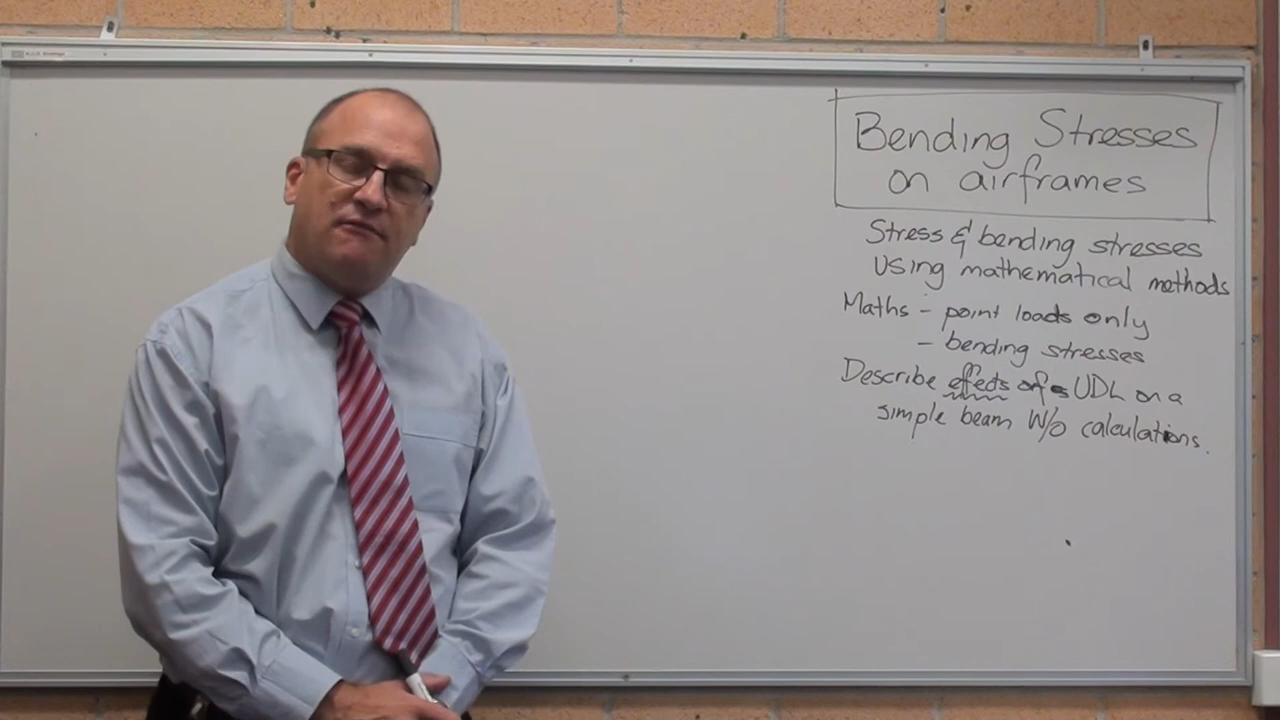 Bending Stresses
on airframes
Stress & bending stresses
using mathematical methods
Maths - point loads only
- bending stresses
Describe effects of UDL on a
simple beam w/o calculations.